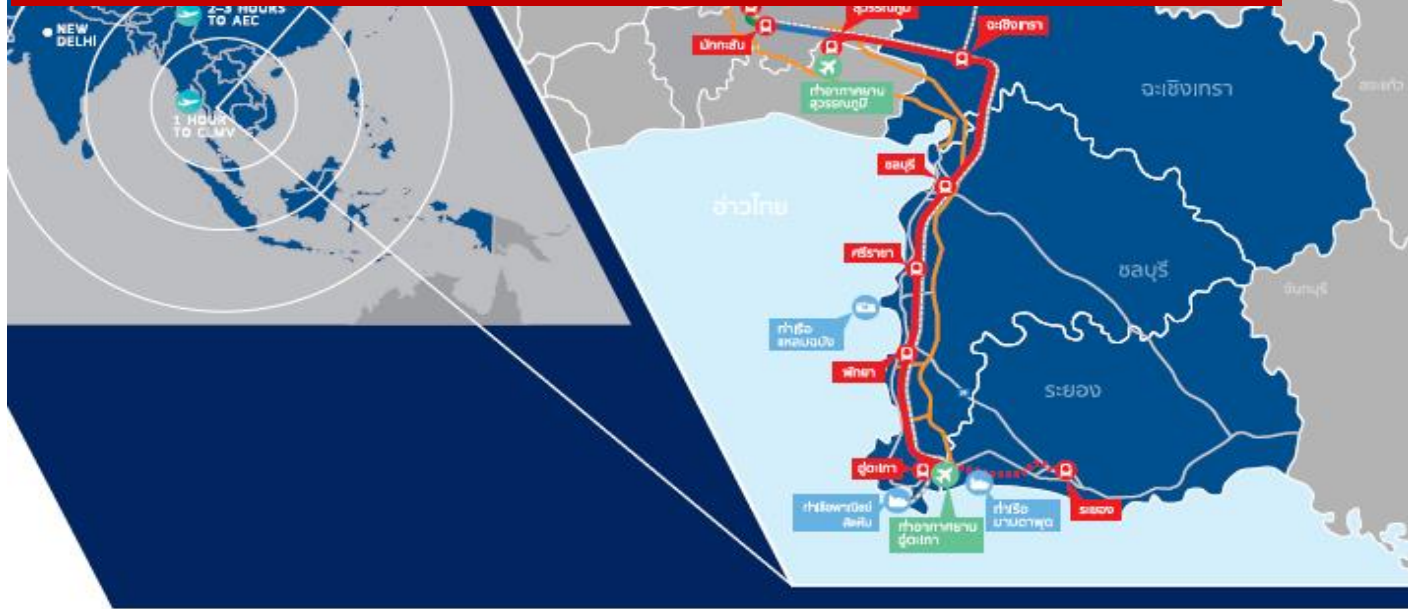 2-3 HOURS
TO AEC
NEW
DELHI
1 HOUR
TO CLMV
สุวรรณภูมิ
มักกะสัน
ฉะเชิงเทรา
ท่าอากาศยาน
สุวรรณภูมิ
ฉะเชิงเทรา
สระแก้ว
ชลบุรี
อ่าวไทย
ศรีราชา
ชลบุรี
จันทบุรี
ท่าเรือ
แหลมฉบัง
พัทยา
ระยอง
อู่ตะเภา
ท่าเรือพาณิชย์
สัตหีบ
ท่าอากาศยาน
อู่ตะเภา
ท่าเรือ
มาบตาพุด
ระยอง